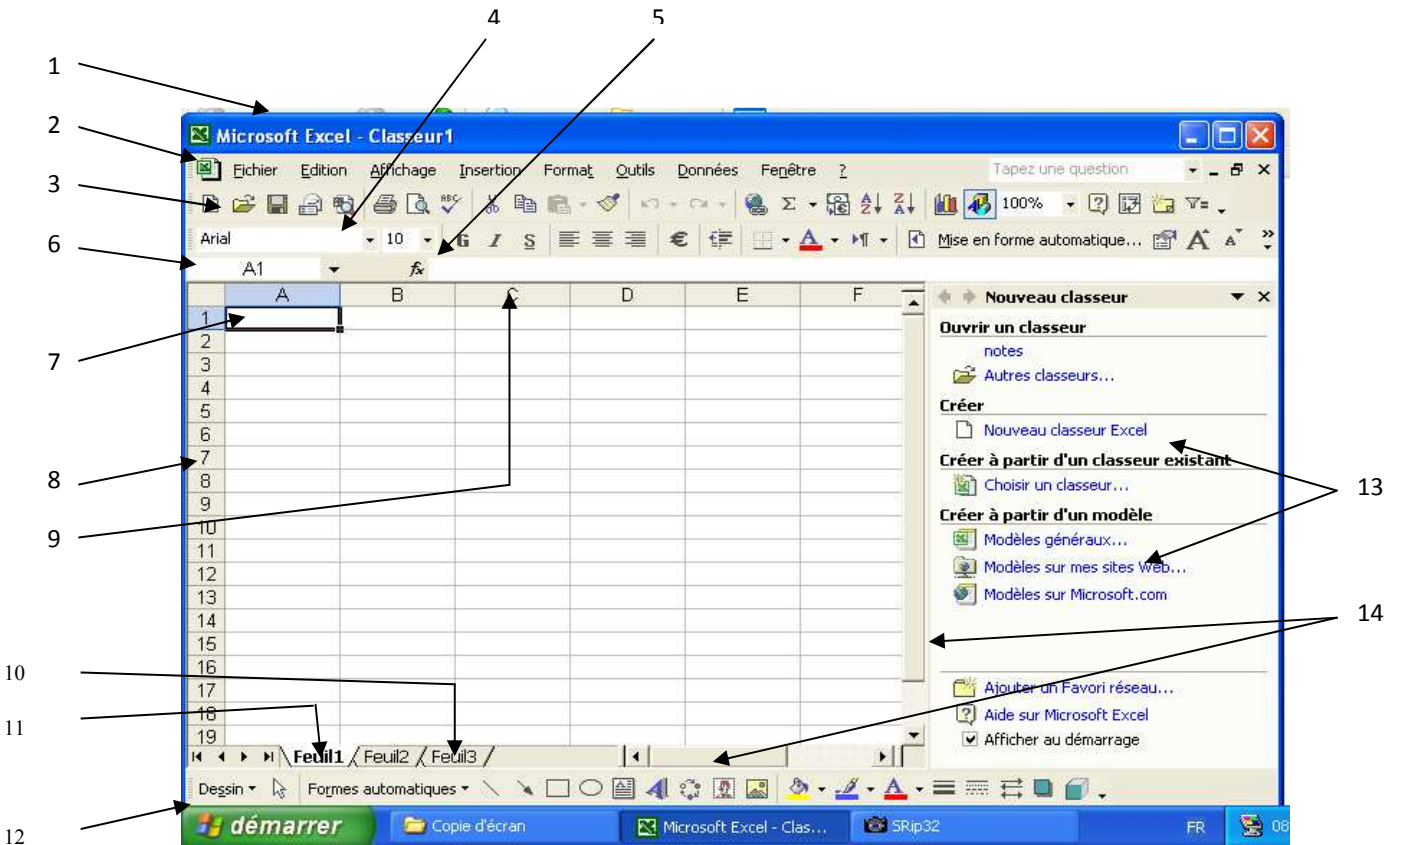 4 5
1
2
3
6
7
8
9
10
11
12
13
14
Microsoft Excel - Classeur1
Fichier Edition Affichage Insertion Format Outils Données Fenêtre ? Tapez une question
ABC Σ 100% ?
Arial 10 G I S € A ¶ Mise en forme automatique... A A
A1 fx
A B C D E F
1
2
3
4
5
6
7
8
9
10
11
12
13
14
15
16
17
18
19
Nouveau classeur
Ouvrir un classeur
notes
Autres classeurs...
Créer
Nouveau classeur Excel
Créer à partir d'un classeur existant
Choisir un classeur...
Créer à partir d'un modèle
Modèles généraux...
Modèles sur mes sites Web...
Modèles sur Microsoft.com
Ajouter un Favori réseau...
Aide sur Microsoft Excel
Afficher au démarrage
Feuil1 Feuil2 Feuil3
Dessin Formes automatiques A
démarrer Copie d'écran Microsoft Excel - Clas... SRip32 FR 08